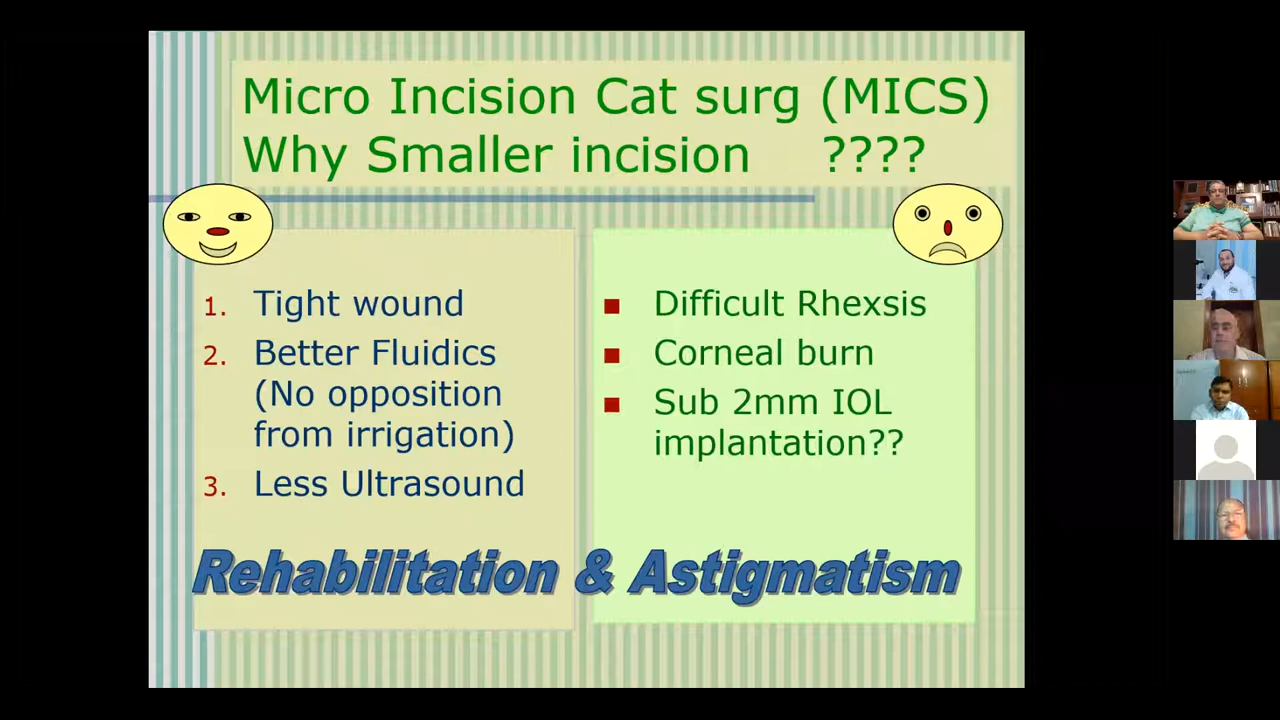 Micro Incision Cat surg (MICS)
Why Smaller incision ????
1. Tight wound
2. Better Fluidics
(No opposition
from irrigation)
3. Less Ultrasound
■ Difficult Rhexsis
■ Corneal burn
■ Sub 2mm IOL
implantation??
Rehabilitation & Astigmatism